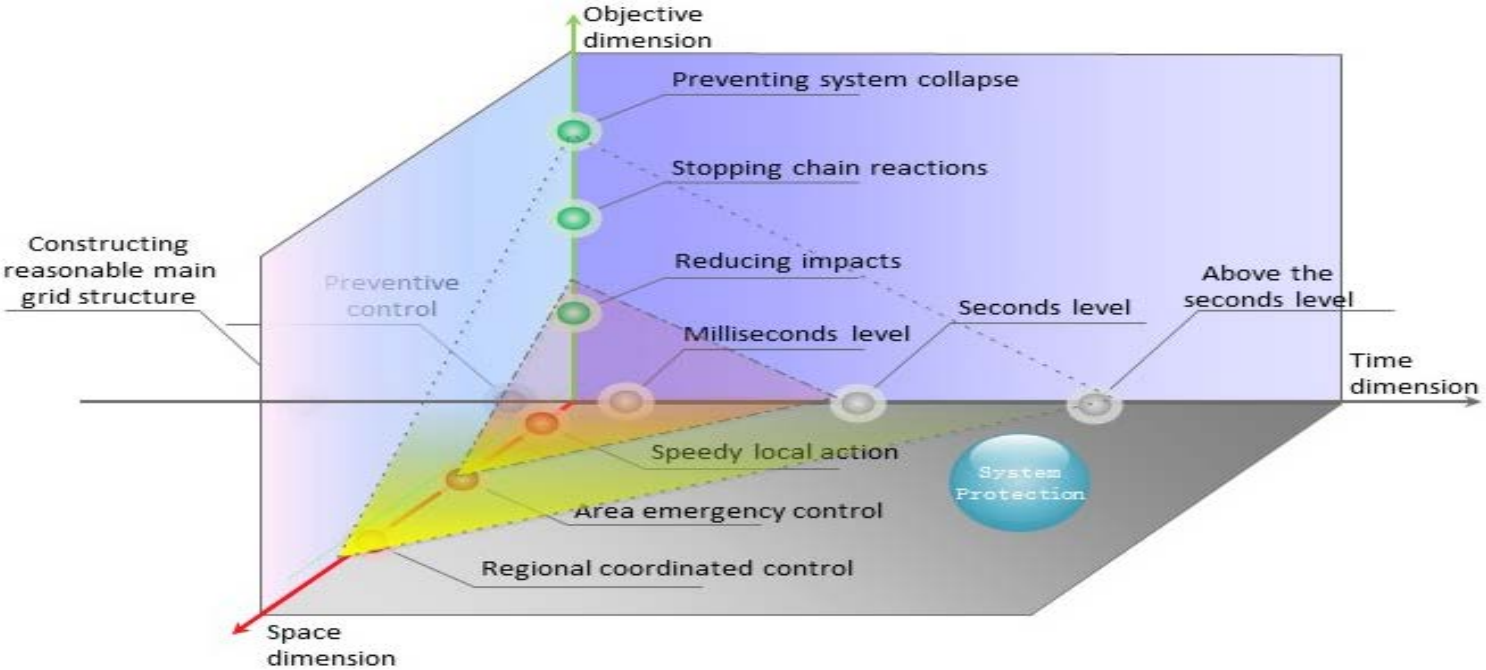 Objective
dimension
Preventing system collapse
Stopping chain reactions
Constructing
reasonable main
grid structure
Preventive
control
Reducing impacts
Above the
seconds level
Seconds level
Milliseconds level
Time
dimension
Speedy local action
System
Protection
Area emergency control
Regional coordinated control
Space
dimension